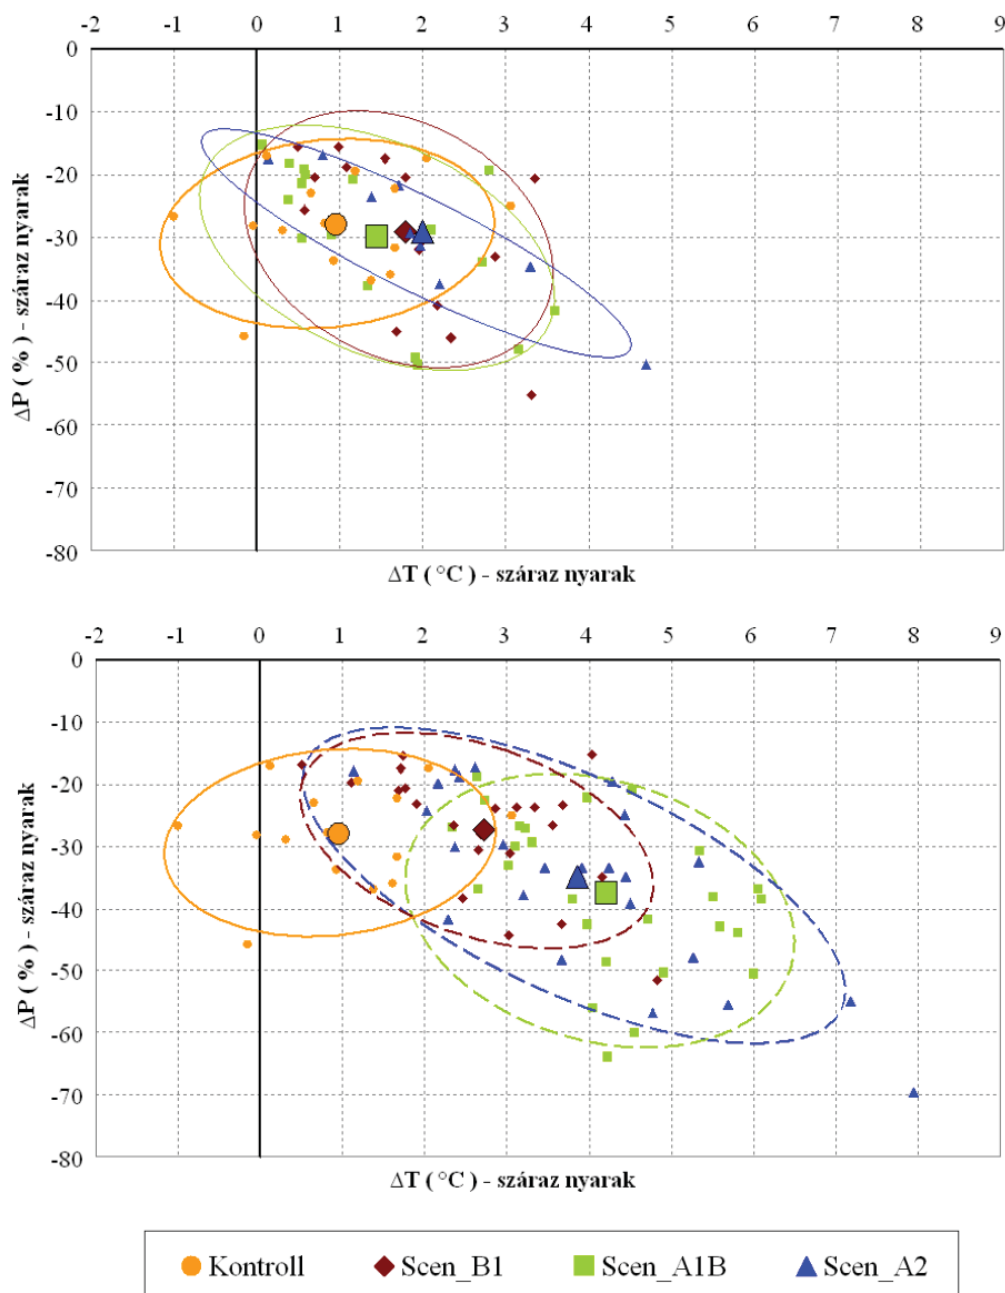 -2 -1 0 1 2 3 4 5 6 7 8 9
0
-10
-20
-30
-40
-50
-60
-70
-80
ΔP ( % ) - száraz nyarak
ΔT ( °C ) - száraz nyarak
-2 -1 0 1 2 3 4 5 6 7 8 9
0
-10
-20
-30
-40
-50
-60
-70
-80
ΔP ( % ) - száraz nyarak
ΔT ( °C ) - száraz nyarak
Kontroll Scen_B1 Scen_A1B Scen_A2